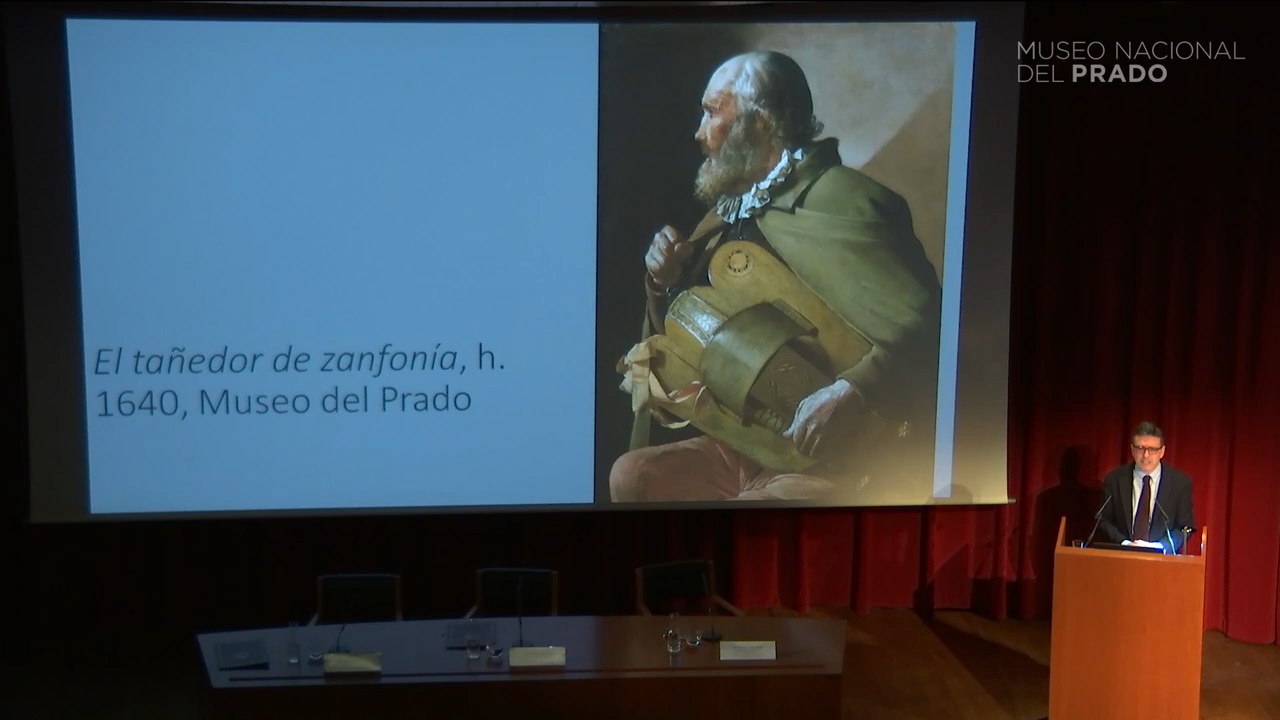 MUSEO NACIONAL
DEL PRADO
El tañedor de zanfonía, h.
1640, Museo del Prado